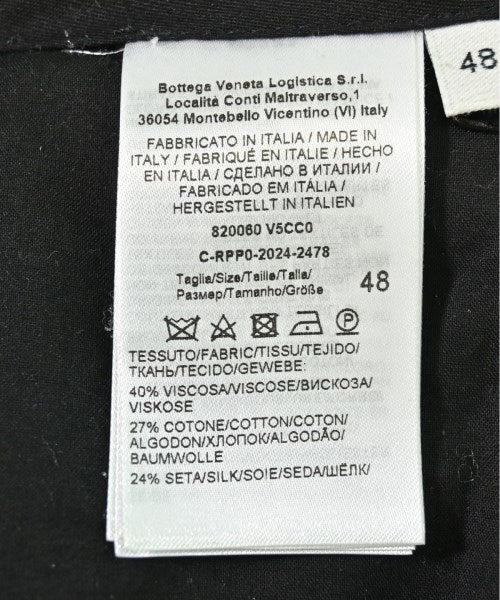 Bottega Veneta Logistica S.r.l.
Località Conti Maltraverso,1
36054 Montebello Vicentino (VI) Italy
FABBRICATO IN ITALIA / MADE IN
ITALY / FABRIQUÉ EN ITALIE / HECHO
EN ITALIA / СДЕЛАНО В ИТАЛИИ /
FABRICADO EM ITÁLIA /
HERGESTELLT IN ITALIEN
820060 V5CC0
C-RPP0-2024-2478
Taglia/Size/Taille/Talla/
Размер/Tamanho/Größe
48
P
TESSUTO/FABRIC/TISSU/TEJIDO/
ТКАНЬ/TECIDO/GEWEBE:
40% VISCOSA/VISCOSE/ВИСКОЗА/
VISKOSE
27% COTONE/COTTON/COTON/
ALGODON/ХЛОПОК/ALGODÃO/
BAUMWOLLE
24% SETA/SILK/SOIE/SEDA/ШЁЛК/
48